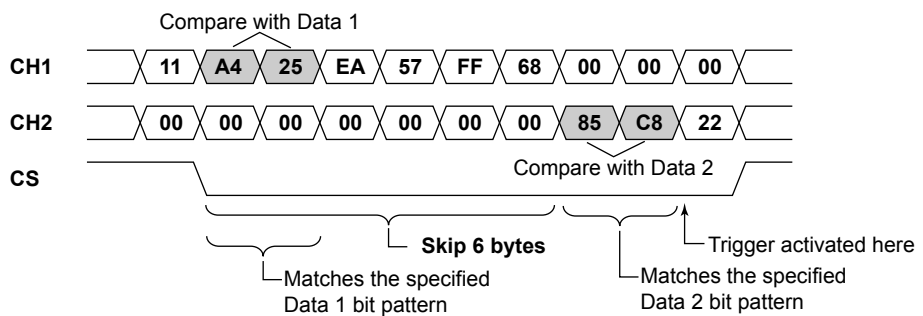 Compare with Data 1
CH1 11 A4 25 EA 57 FF 68 00 00 00
CH2 00 00 00 00 00 00 00 85 C8 22
Compare with Data 2
CS
Skip 6 bytes
Trigger activated here
Matches the specified
Data 1 bit pattern
Matches the specified
Data 2 bit pattern